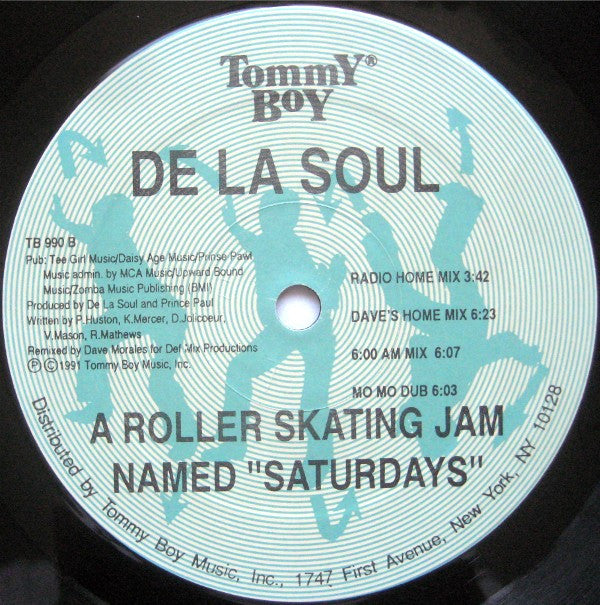 Tommy®
Boy
DE LA SOUL
TB 990 B
Pub: Tee Girl Music/Daisy Age Music/Prinse Pawl
Music admin. by MCA Music/Upward Bound
Music/Zomba Music Publishing (BMI)
Produced by De La Soul and Prince Paul
Written by P.Huston, K.Mercer, D.Jolicoeur,
V.Mason, R.Mathews
Remixed by Dave Morales for Def Mix Productions
Ⓟ © 1991 Tommy Boy Music, Inc.
RADIO HOME MIX 3:42
DAVE'S HOME MIX 6:23
6:00 AM MIX 6:07
MO MO DUB 6:03
A ROLLER SKATING JAM
NAMED "SATURDAYS"
Distributed by Tommy Boy Music, Inc., 1747 First Avenue, New York, NY 10128